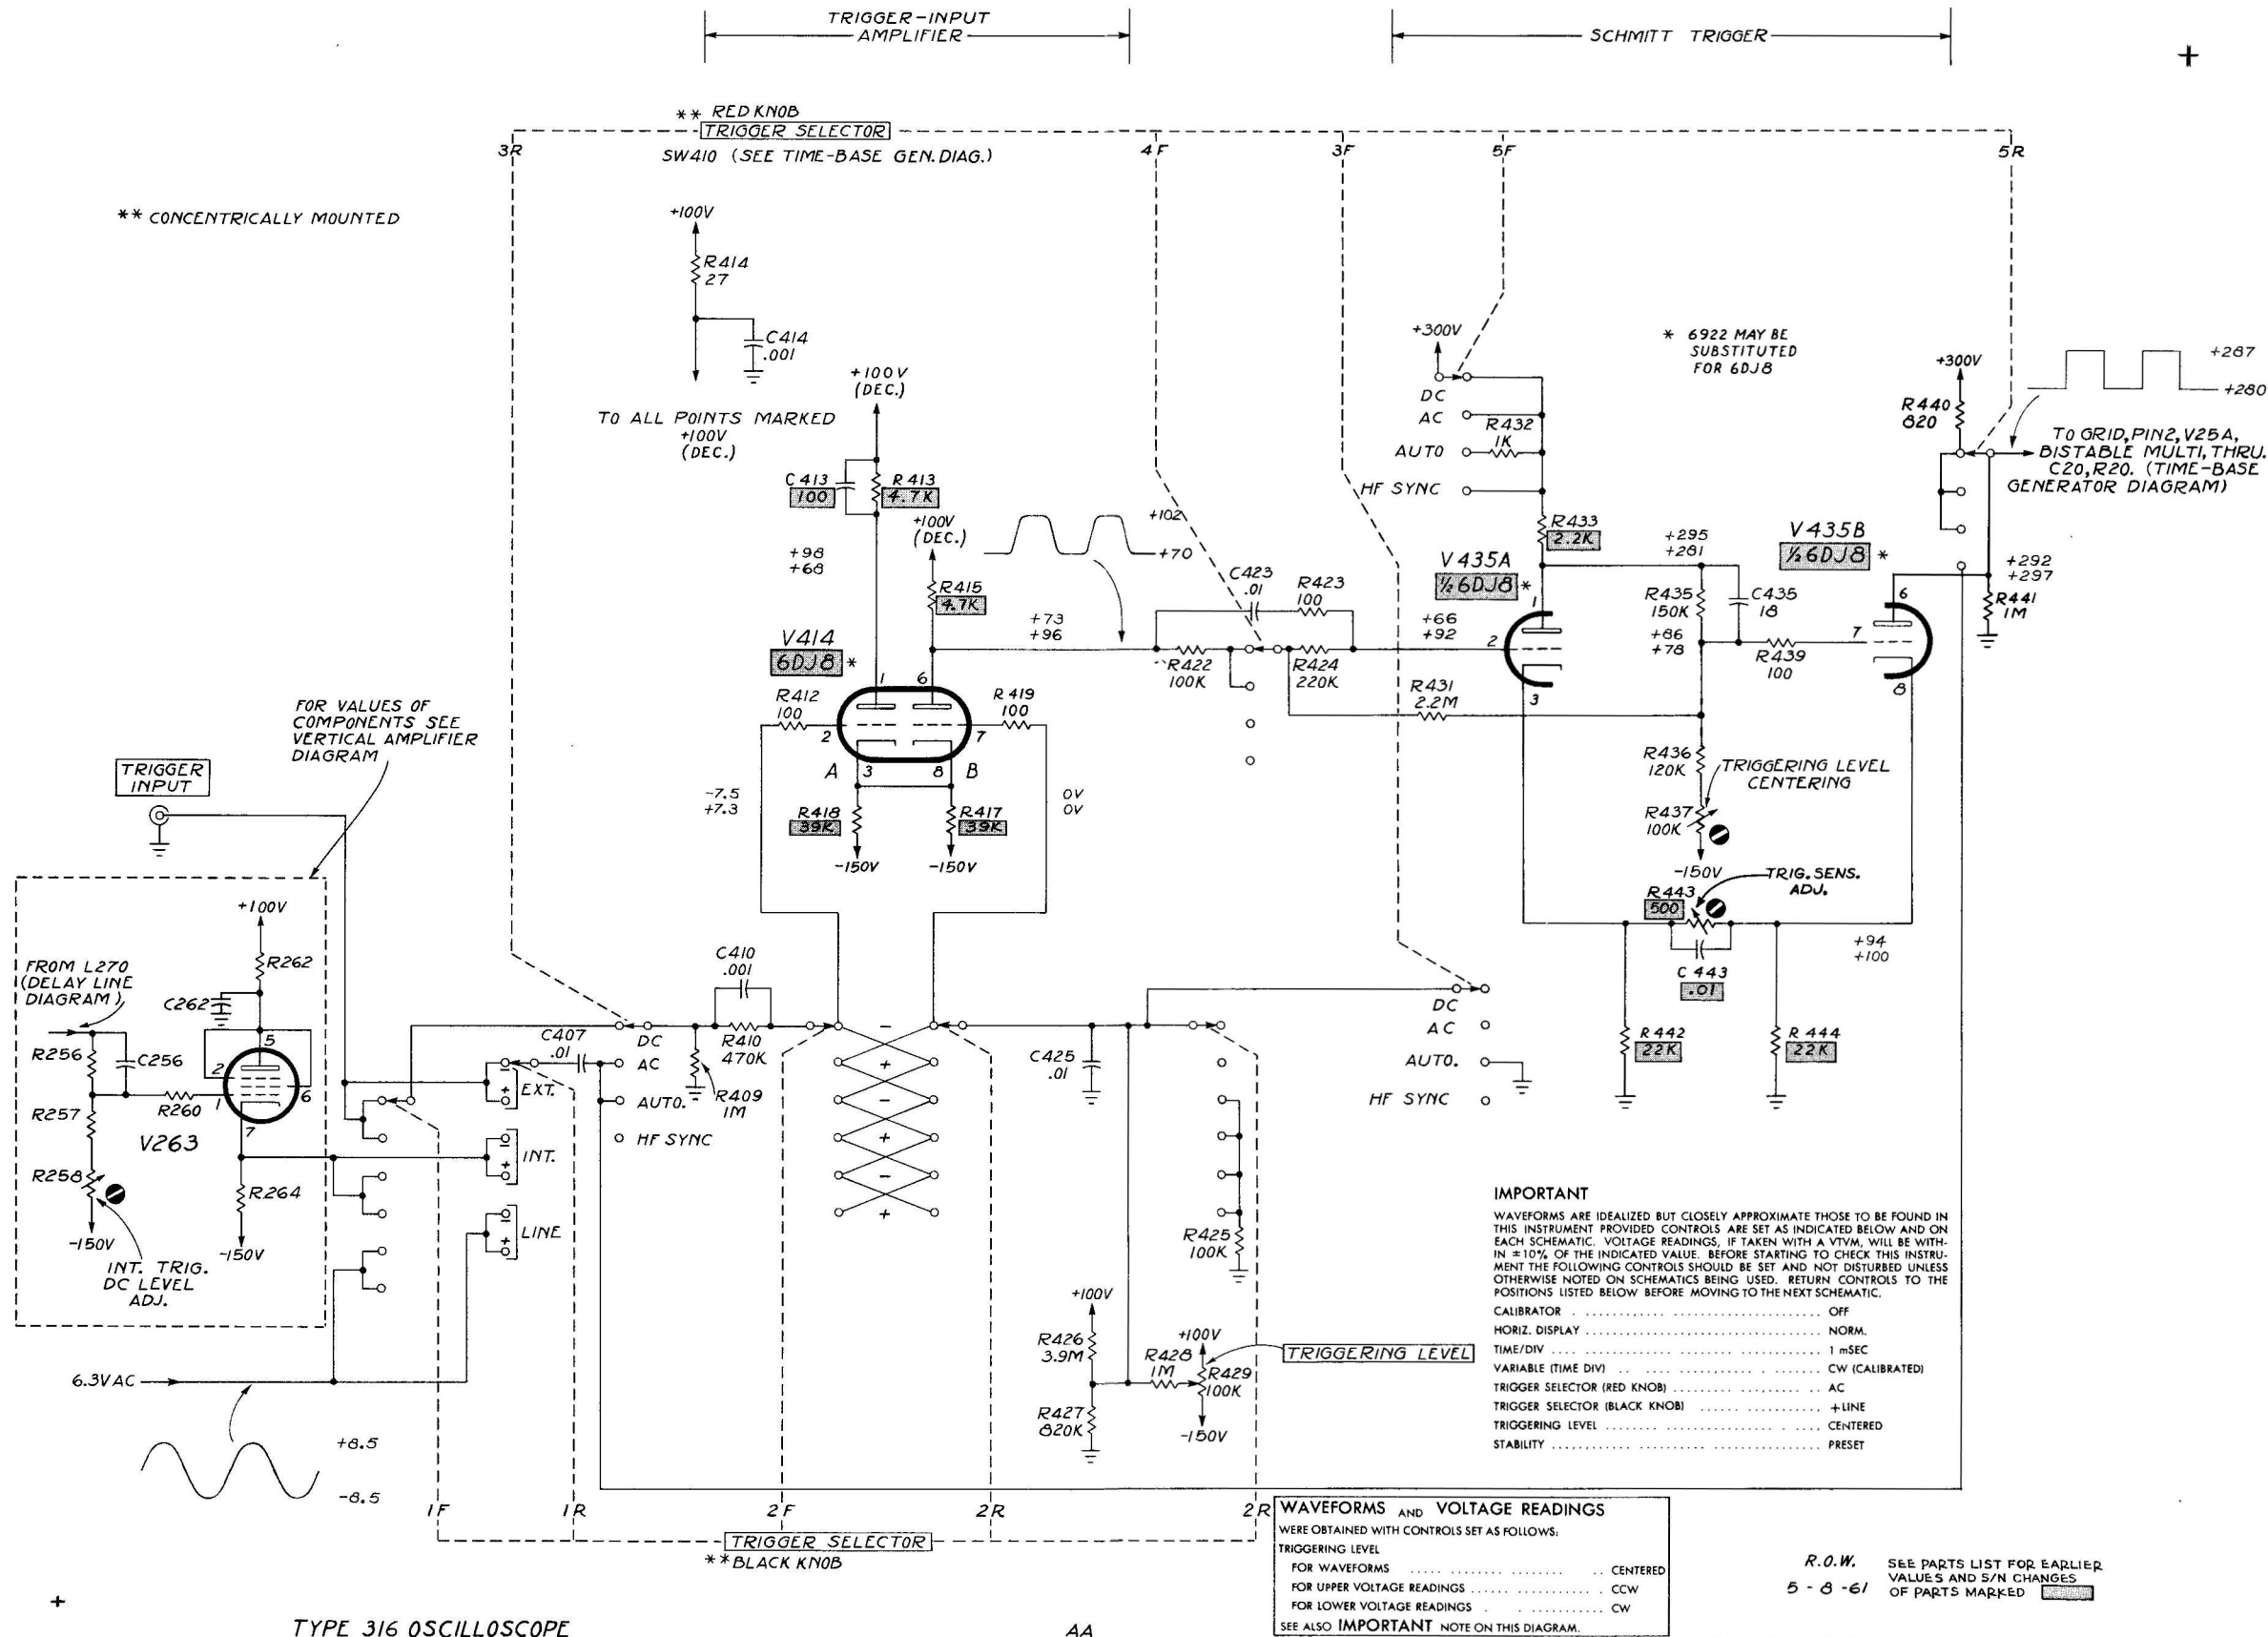 TRIGGER-INPUT
AMPLIFIER
SCHMITT TRIGGER
** RED KNOB
TRIGGER SELECTOR
SW410 (SEE TIME-BASE GEN. DIAG.)
3R
4F
3F
5F
5R
** CONCENTRICALLY MOUNTED
+100V
R414
27
C414
.001
TO ALL POINTS MARKED
+100V
(DEC.)
+100V
(DEC.)
C413
100
R413
4.7K
+98
+68
+100V
(DEC.)
R415
4.7K
+102
+70
+73
+96
V414
6DJ8 *
1
6
R412
100
R419
100
2
7
A
3
8
B
-7.5
+7.3
0V
0V
R418
39K
R417
39K
-150V
-150V
C423
.01
R423
100
R422
100K
R424
220K
+300V
DC
AC
AUTO
HF SYNC
R432
1K
R433
2.2K
* 6922 MAY BE
SUBSTITUTED
FOR 6DJ8
V435A
½ 6DJ8 *
+66
+92
1
2
3
R431
2.2M
+295
+281
R435
150K
C435
18
+86
+78
R439
100
V435B
½ 6DJ8 *
6
7
8
+300V
R440
820
+287
+280
TO GRID, PIN2, V25A,
BISTABLE MULTI, THRU.
C20, R20. (TIME-BASE
GENERATOR DIAGRAM)
+292
+297
R441
1M
R436
120K
TRIGGERING LEVEL
CENTERING
R437
100K
-150V
TRIG. SENS.
ADJ.
R443
500
C 443
.01
+94
+100
R 442
22K
R 444
22K
FOR VALUES OF
COMPONENTS SEE
VERTICAL AMPLIFIER
DIAGRAM
TRIGGER
INPUT
+100V
R262
C262
FROM L270
(DELAY LINE
DIAGRAM)
R256
C256
R257
R260
5
2
1
6
7
V263
R258
R264
-150V
-150V
INT. TRIG.
DC LEVEL
ADJ.
6.3VAC
+8.5
-8.5
- + EXT.
- + INT.
- + LINE
C407
.01
DC
AC
AUTO.
HF SYNC
C410
.001
R410
470K
R409
1M
-
+
-
+
-
+
C425
.01
R425
100K
DC
AC
AUTO.
HF SYNC
+100V
R426
3.9M
R427
820K
R428
1M
+100V
R429
100K
-150V
TRIGGERING LEVEL
1F
1R
2F
2R
2R
TRIGGER SELECTOR
** BLACK KNOB
IMPORTANT
WAVEFORMS ARE IDEALIZED BUT CLOSELY APPROXIMATE THOSE TO BE FOUND IN
THIS INSTRUMENT PROVIDED CONTROLS ARE SET AS INDICATED BELOW AND ON
EACH SCHEMATIC. VOLTAGE READINGS, IF TAKEN WITH A VTVM, WILL BE WITH-
IN ±10% OF THE INDICATED VALUE. BEFORE STARTING TO CHECK THIS INSTRU-
MENT THE FOLLOWING CONTROLS SHOULD BE SET AND NOT DISTURBED UNLESS
OTHERWISE NOTED ON SCHEMATICS BEING USED. RETURN CONTROLS TO THE
POSITIONS LISTED BELOW BEFORE MOVING TO THE NEXT SCHEMATIC.
CALIBRATOR .......... OFF
HORIZ. DISPLAY .......... NORM.
TIME/DIV .......... 1 mSEC
VARIABLE (TIME DIV) .......... CW (CALIBRATED)
TRIGGER SELECTOR (RED KNOB) .......... AC
TRIGGER SELECTOR (BLACK KNOB) .......... +LINE
TRIGGERING LEVEL .......... CENTERED
STABILITY .......... PRESET
WAVEFORMS AND VOLTAGE READINGS
WERE OBTAINED WITH CONTROLS SET AS FOLLOWS:
TRIGGERING LEVEL
FOR WAVEFORMS .......... CENTERED
FOR UPPER VOLTAGE READINGS .......... CCW
FOR LOWER VOLTAGE READINGS .......... CW
SEE ALSO IMPORTANT NOTE ON THIS DIAGRAM.
R.O.W.
5-8-61
SEE PARTS LIST FOR EARLIER
VALUES AND S/N CHANGES
OF PARTS MARKED
TYPE 316 OSCILLOSCOPE
AA